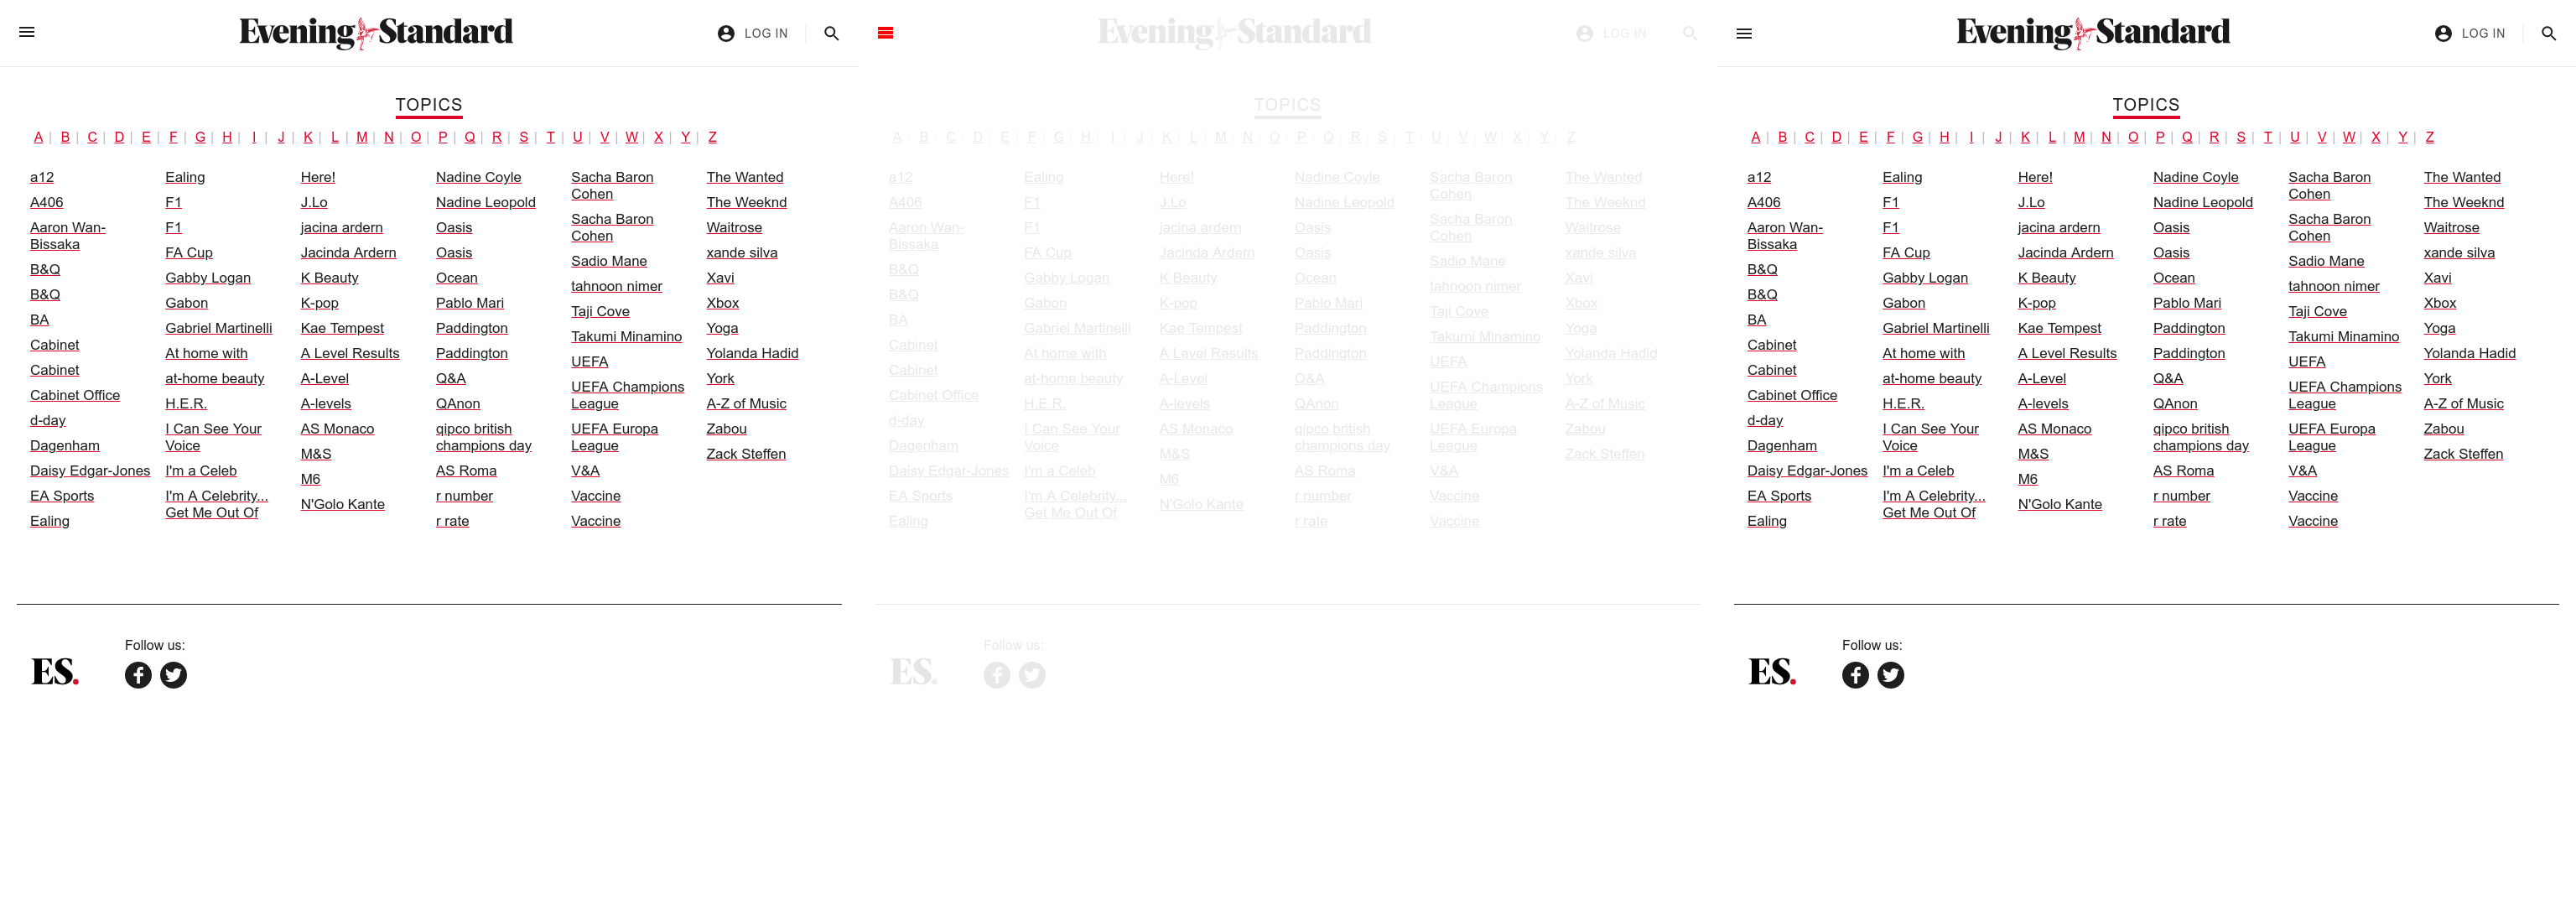 Evening Standard
LOG IN
TOPICS
A | B | C | D | E | F | G | H | I | J | K | L | M | N | O | P | Q | R | S | T | U | V | W | X | Y | Z
a12
A406
Aaron Wan-
Bissaka
B&Q
B&Q
BA
Cabinet
Cabinet
Cabinet Office
d-day
Dagenham
Daisy Edgar-Jones
EA Sports
Ealing
Ealing
F1
F1
FA Cup
Gabby Logan
Gabon
Gabriel Martinelli
At home with
at-home beauty
H.E.R.
I Can See Your
Voice
I'm a Celeb
I'm A Celebrity...
Get Me Out Of
Here!
J.Lo
jacina ardern
Jacinda Ardern
K Beauty
K-pop
Kae Tempest
A Level Results
A-Level
A-levels
AS Monaco
M&S
M6
N'Golo Kante
Nadine Coyle
Nadine Leopold
Oasis
Oasis
Ocean
Pablo Mari
Paddington
Paddington
Q&A
QAnon
qipco british
champions day
AS Roma
r number
r rate
Sacha Baron
Cohen
Sacha Baron
Cohen
Sadio Mane
tahnoon nimer
Taji Cove
Takumi Minamino
UEFA
UEFA Champions
League
UEFA Europa
League
V&A
Vaccine
Vaccine
The Wanted
The Weeknd
Waitrose
xande silva
Xavi
Xbox
Yoga
Yolanda Hadid
York
A-Z of Music
Zabou
Zack Steffen
ES.
Follow us:
Evening Standard
LOG IN
TOPICS
A | B | C | D | E | F | G | H | I | J | K | L | M | N | O | P | Q | R | S | T | U | V | W | X | Y | Z
a12
A406
Aaron Wan-
Bissaka
B&Q
B&Q
BA
Cabinet
Cabinet
Cabinet Office
d-day
Dagenham
Daisy Edgar-Jones
EA Sports
Ealing
Ealing
F1
F1
FA Cup
Gabby Logan
Gabon
Gabriel Martinelli
At home with
at-home beauty
H.E.R.
I Can See Your
Voice
I'm a Celeb
I'm A Celebrity...
Get Me Out Of
Here!
J.Lo
jacina ardern
Jacinda Ardern
K Beauty
K-pop
Kae Tempest
A Level Results
A-Level
A-levels
AS Monaco
M&S
M6
N'Golo Kante
Nadine Coyle
Nadine Leopold
Oasis
Oasis
Ocean
Pablo Mari
Paddington
Paddington
Q&A
QAnon
qipco british
champions day
AS Roma
r number
r rate
Sacha Baron
Cohen
Sacha Baron
Cohen
Sadio Mane
tahnoon nimer
Taji Cove
Takumi Minamino
UEFA
UEFA Champions
League
UEFA Europa
League
V&A
Vaccine
Vaccine
The Wanted
The Weeknd
Waitrose
xande silva
Xavi
Xbox
Yoga
Yolanda Hadid
York
A-Z of Music
Zabou
Zack Steffen
ES.
Follow us:
Evening Standard
LOG IN
TOPICS
A | B | C | D | E | F | G | H | I | J | K | L | M | N | O | P | Q | R | S | T | U | V | W | X | Y | Z
a12
A406
Aaron Wan-
Bissaka
B&Q
B&Q
BA
Cabinet
Cabinet
Cabinet Office
d-day
Dagenham
Daisy Edgar-Jones
EA Sports
Ealing
Ealing
F1
F1
FA Cup
Gabby Logan
Gabon
Gabriel Martinelli
At home with
at-home beauty
H.E.R.
I Can See Your
Voice
I'm a Celeb
I'm A Celebrity...
Get Me Out Of
Here!
J.Lo
jacina ardern
Jacinda Ardern
K Beauty
K-pop
Kae Tempest
A Level Results
A-Level
A-levels
AS Monaco
M&S
M6
N'Golo Kante
Nadine Coyle
Nadine Leopold
Oasis
Oasis
Ocean
Pablo Mari
Paddington
Paddington
Q&A
QAnon
qipco british
champions day
AS Roma
r number
r rate
Sacha Baron
Cohen
Sacha Baron
Cohen
Sadio Mane
tahnoon nimer
Taji Cove
Takumi Minamino
UEFA
UEFA Champions
League
UEFA Europa
League
V&A
Vaccine
Vaccine
The Wanted
The Weeknd
Waitrose
xande silva
Xavi
Xbox
Yoga
Yolanda Hadid
York
A-Z of Music
Zabou
Zack Steffen
ES.
Follow us: